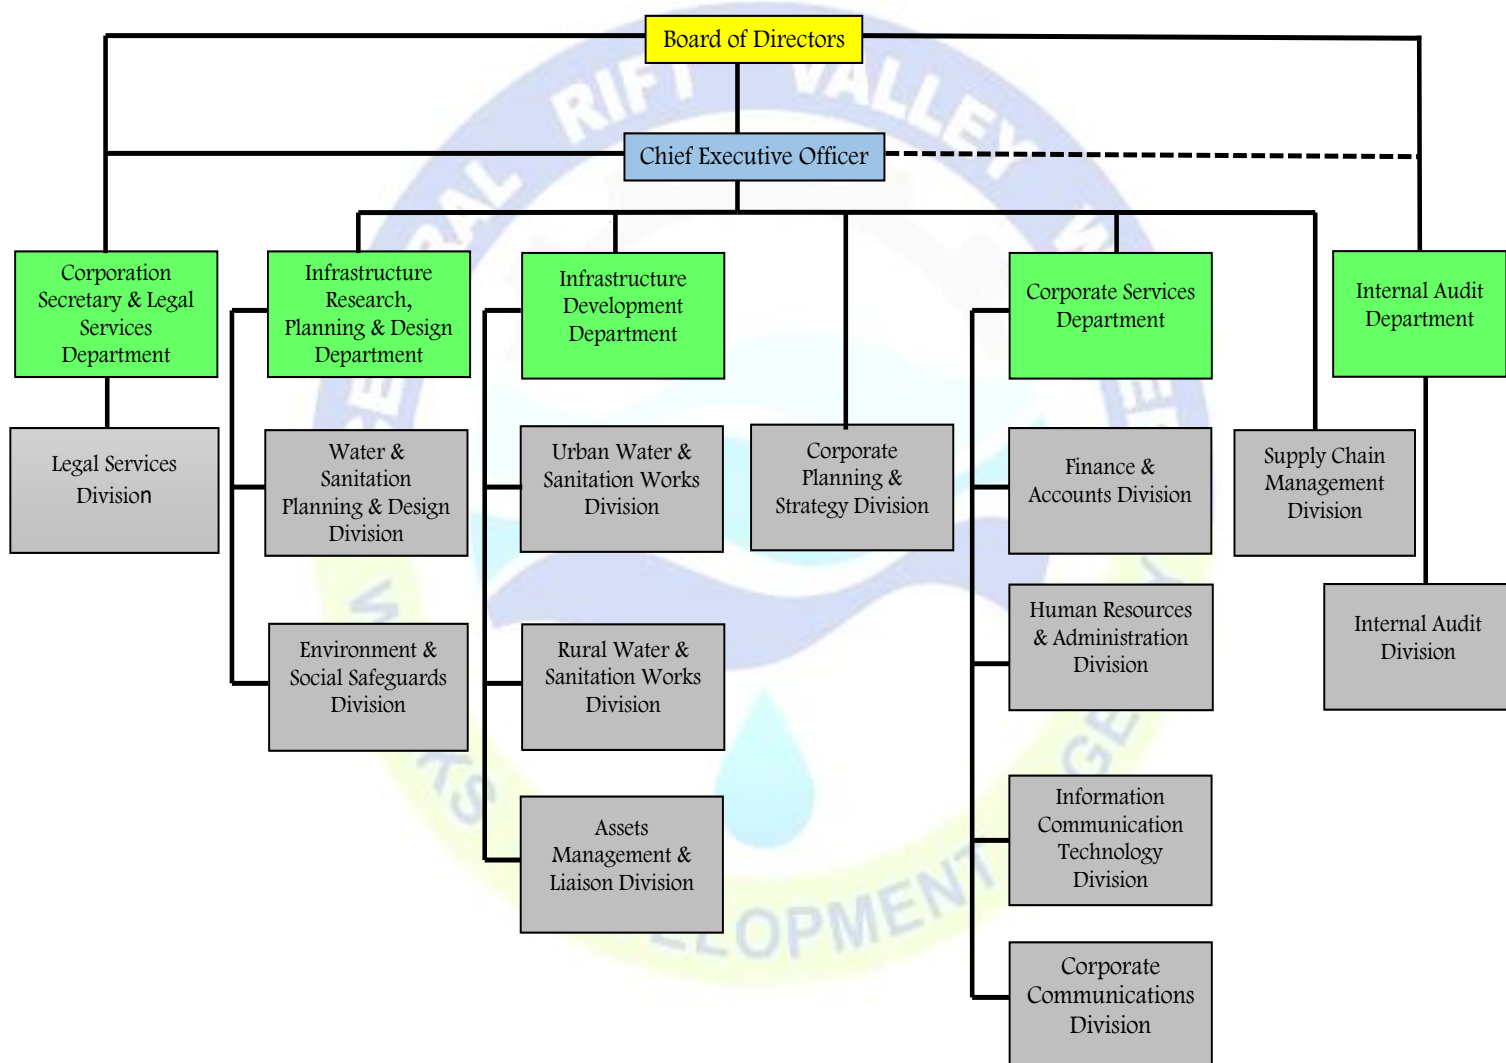 Board of Directors
Chief Executive Officer
Corporation
Secretary & Legal
Services
Department
Infrastructure
Research,
Planning & Design
Department
Infrastructure
Development
Department
Corporate Services
Department
Internal Audit
Department
Legal Services
Division
Water &
Sanitation
Planning & Design
Division
Urban Water &
Sanitation Works
Division
Corporate
Planning &
Strategy Division
Finance &
Accounts Division
Supply Chain
Management
Division
Environment &
Social Safeguards
Division
Rural Water &
Sanitation Works
Division
Human Resources
& Administration
Division
Internal Audit
Division
Assets
Management &
Liaison Division
Information
Communication
Technology
Division
Corporate
Communications
Division
RIFT VALLEY